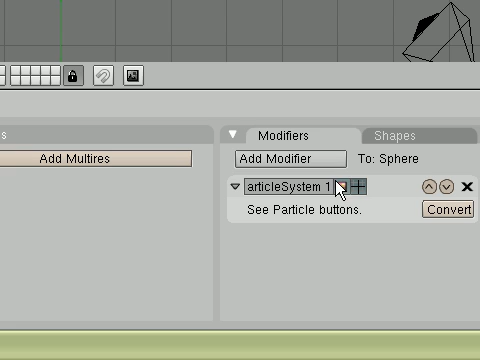 s
Modifiers
Shapes
Add Multires
Add Modifier
To: Sphere
articleSystem 1
See Particle buttons.
Convert